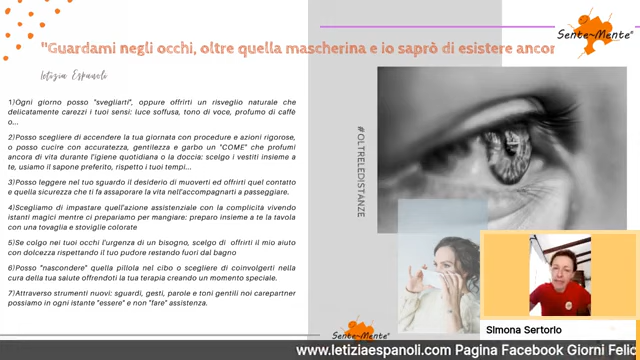 Sente~Mente®
"Guardami negli occhi, oltre quella mascherina e io saprò di esistere ancor
letizia Espanoli
1)Ogni giorno posso "svegliarti", oppure offrirti un risveglio naturale che
delicatamente carezzi i tuoi sensi: luce soffusa, tono di voce, profumo di caffè
o...
2)Posso scegliere di accendere la tua giornata con procedure e azioni rigorose,
o posso cucire con accuratezza, gentilezza e garbo un "COME" che profumi
ancora di vita durante l'igiene quotidiana o la doccia: scelgo i vestiti insieme a
te, usiamo il sapone preferito, rispetto i tuoi tempi...
3)Posso leggere nel tuo sguardo il desiderio di muoverti ed offrirti quel contatto
e quella sicurezza che ti fa assaporare la vita nell'accompagnarti a passeggiare.
4)Scegliamo di impastare quell'azione assistenziale con la complicità vivendo
istanti magici mentre ci prepariamo per mangiare: preparo insieme a te la tavola
con una tovaglia e stoviglie colorate
5)Se colgo nei tuoi occhi l'urgenza di un bisogno, scelgo di offrirti il mio aiuto
con dolcezza rispettando il tuo pudore restando fuori dal bagno
6)Posso "nascondere" quella pillola nel cibo o scegliere di coinvolgerti nella
cura della tua salute offrendoti la tua terapia creando un momento speciale.
7)Attraverso strumenti nuovi: sguardi, gesti, parole e toni gentili noi carepartner
possiamo in ogni istante "essere" e non "fare" assistenza.
#OLTRELEDISTANZE
Simona Sertorio
Sente~Mente®
www.letiziaespanoli.com Pagina Facebook Giorni Felic